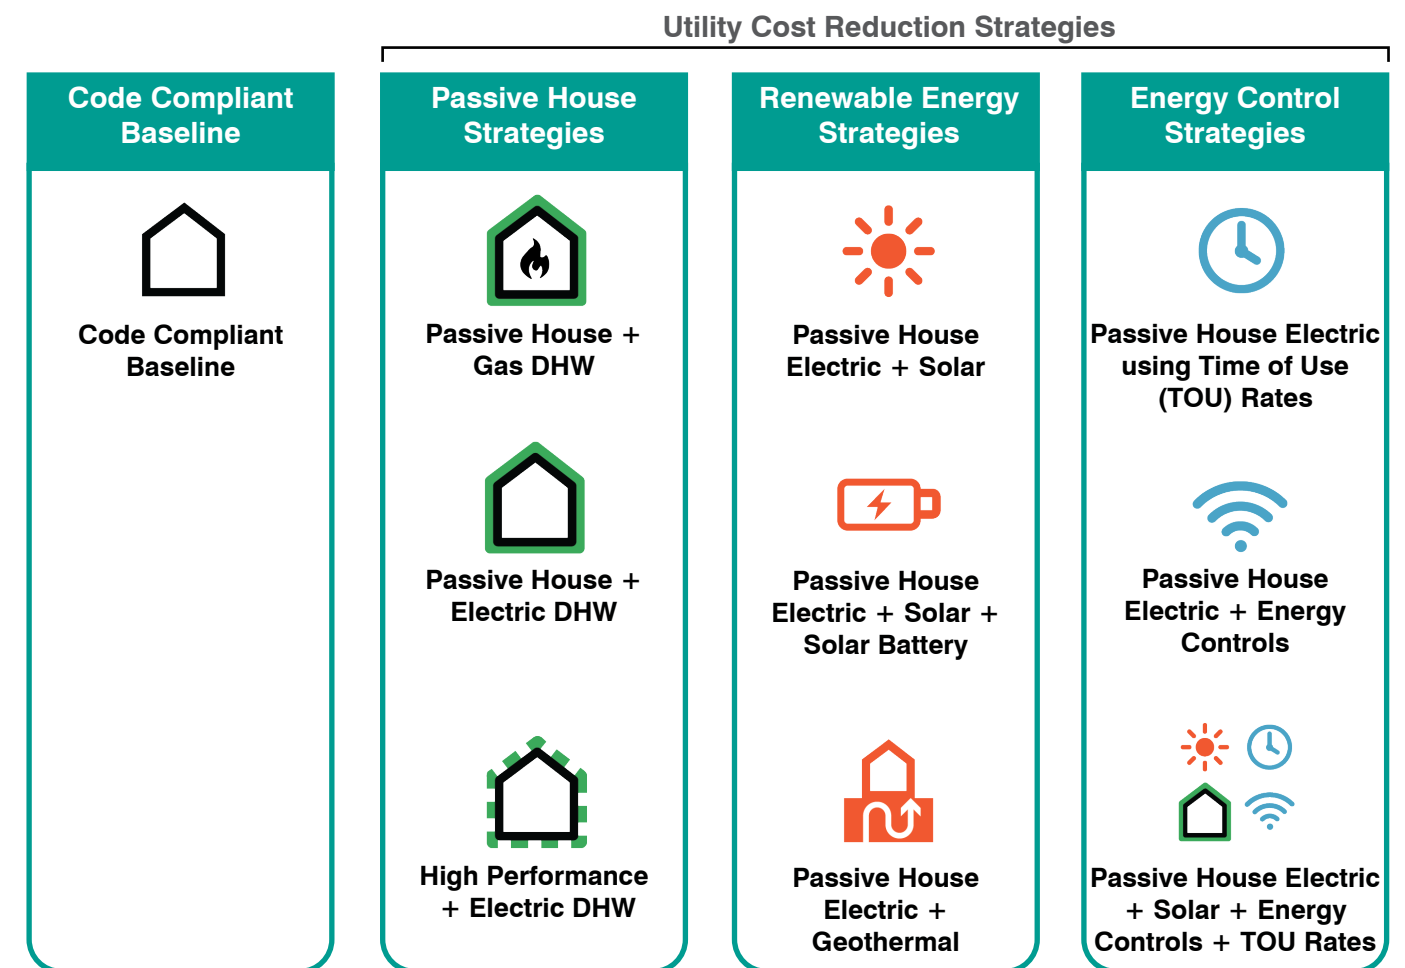 Utility Cost Reduction Strategies
Code Compliant
Baseline
Code Compliant
Baseline
Passive House
Strategies
Passive House +
Gas DHW
Passive House +
Electric DHW
High Performance
+ Electric DHW
Renewable Energy
Strategies
Passive House
Electric + Solar
Passive House
Electric + Solar +
Solar Battery
Passive House
Electric +
Geothermal
Energy Control
Strategies
Passive House Electric
using Time of Use
(TOU) Rates
Passive House
Electric + Energy
Controls
Passive House Electric
+ Solar + Energy
Controls + TOU Rates